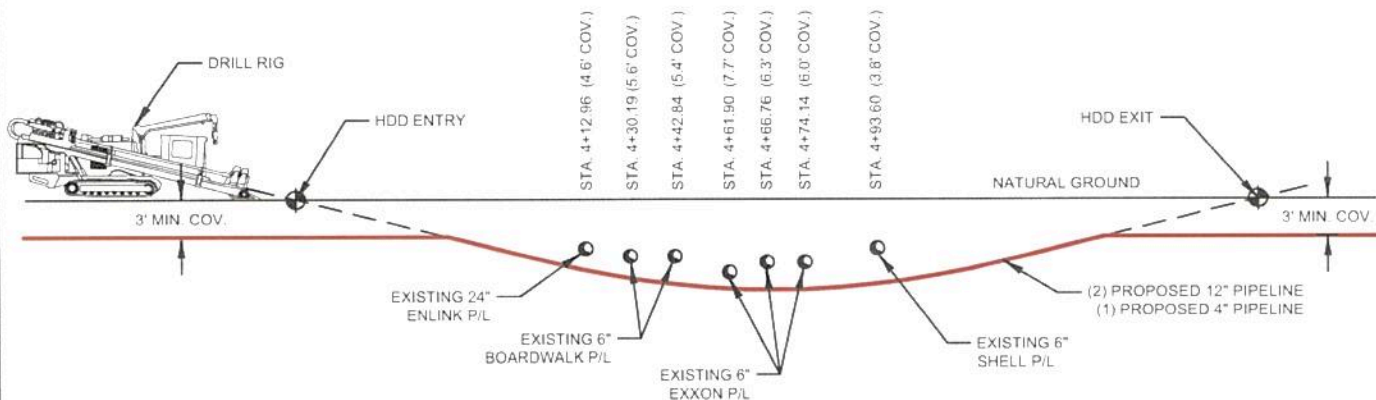 STA. 4+12.96 (4.6' COV.)
STA. 4+30.19 (5.6' COV.)
STA. 4+42.84 (5.4' COV.)
STA. 4+61.90 (7.7' COV.)
STA. 4+66.76 (6.3' COV.)
STA. 4+74.14 (6.0' COV.)
STA. 4+93.60 (3.8' COV.)
DRILL RIG
HDD ENTRY
HDD EXIT
NATURAL GROUND
3' MIN. COV.
3' MIN. COV.
EXISTING 24"
ENLINK P/L
EXISTING 6"
BOARDWALK P/L
EXISTING 6"
EXXON P/L
EXISTING 6"
SHELL P/L
(2) PROPOSED 12" PIPELINE
(1) PROPOSED 4" PIPELINE